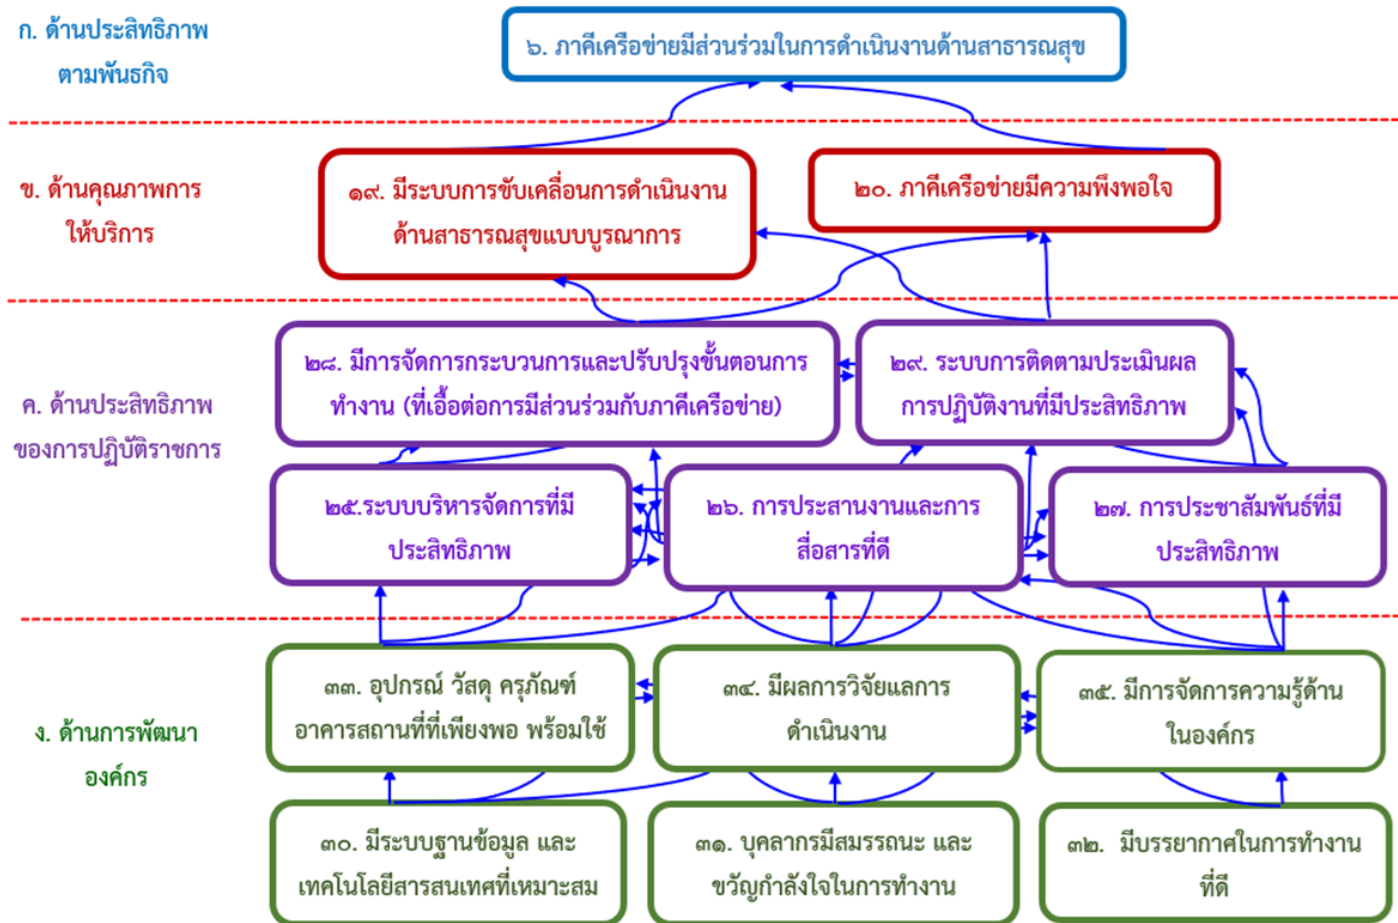 ก. ด้านประสิทธิภาพ
ตามพันธกิจ
๖. ภาคีเครือข่ายมีส่วนร่วมในการดำเนินงานด้านสาธารณสุข
ข. ด้านคุณภาพการ
ให้บริการ
๑๙. มีระบบการขับเคลื่อนการดำเนินงาน
ด้านสาธารณสุขแบบบูรณาการ
๒๐. ภาคีเครือข่ายมีความพึงพอใจ
ค. ด้านประสิทธิภาพ
ของการปฏิบัติราชการ
๒๘. มีการจัดการกระบวนการและปรับปรุงขั้นตอนการ
ทำงาน (ที่เอื้อต่อการมีส่วนร่วมกับภาคีเครือข่าย)
๒๙. ระบบการติดตามประเมินผล
การปฏิบัติงานที่มีประสิทธิภาพ
๒๕.ระบบบริหารจัดการที่มี
ประสิทธิภาพ
๒๖. การประสานงานและการ
สื่อสารที่ดี
๒๗. การประชาสัมพันธ์ที่มี
ประสิทธิภาพ
ง. ด้านการพัฒนา
องค์กร
๓๓. อุปกรณ์ วัสดุ ครุภัณฑ์
อาคารสถานที่ที่เพียงพอ พร้อมใช้
๓๔. มีผลการวิจัยแลการ
ดำเนินงาน
๓๕. มีการจัดการความรู้ด้าน
ในองค์กร
๓๐. มีระบบฐานข้อมูล และ
เทคโนโลยีสารสนเทศที่เหมาะสม
๓๑. บุคลากรมีสมรรถนะ และ
ขวัญกำลังใจในการทำงาน
๓๒. มีบรรยากาศในการทำงาน
ที่ดี